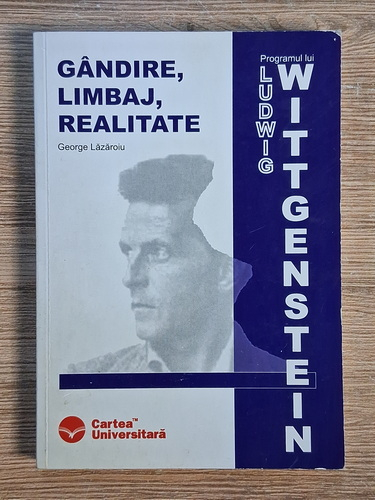 GÂNDIRE,
LIMBAJ,
REALITATE
George Lăzăroiu
Programul lui
LUDWIG
WITTGENSTEIN
Cartea™
Universitară